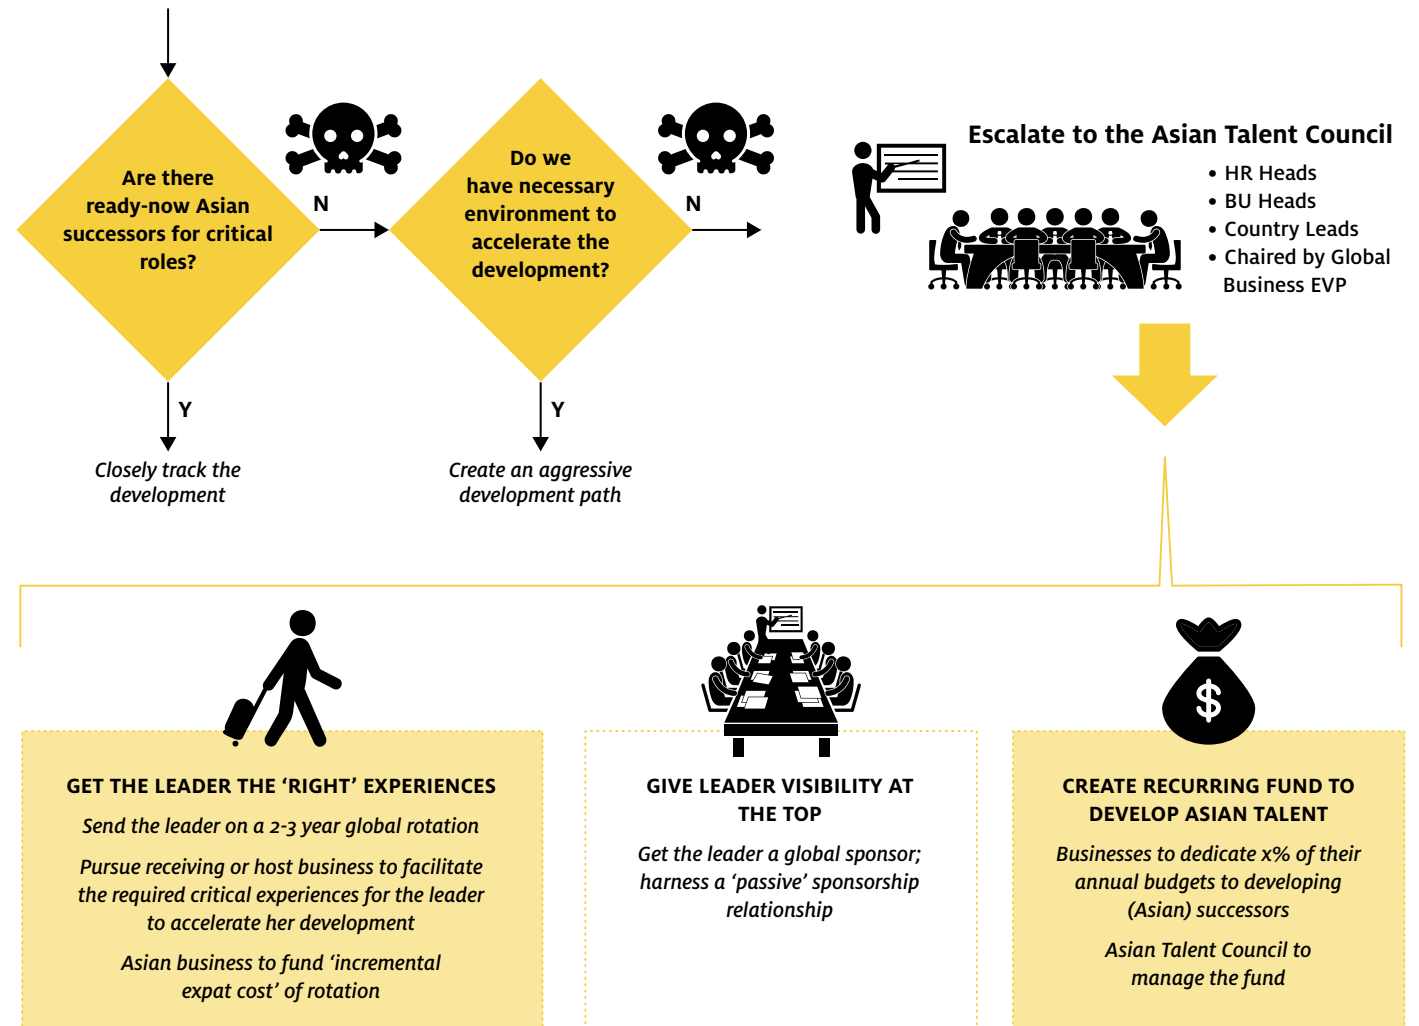 Are there
ready-now Asian
successors for critical
roles?
N
Y
Closely track the
development
Do we
have necessary
environment to
accelerate the
development?
N
Y
Create an aggressive
development path
Escalate to the Asian Talent Council
• HR Heads
• BU Heads
• Country Leads
• Chaired by Global
Business EVP
GET THE LEADER THE ‘RIGHT’ EXPERIENCES
Send the leader on a 2-3 year global rotation
Pursue receiving or host business to facilitate
the required critical experiences for the leader
to accelerate her development
Asian business to fund ‘incremental
expat cost’ of rotation
GIVE LEADER VISIBILITY AT
THE TOP
Get the leader a global sponsor;
harness a ‘passive’ sponsorship
relationship
$
CREATE RECURRING FUND TO
DEVELOP ASIAN TALENT
Businesses to dedicate x% of their
annual budgets to developing
(Asian) successors
Asian Talent Council to
manage the fund